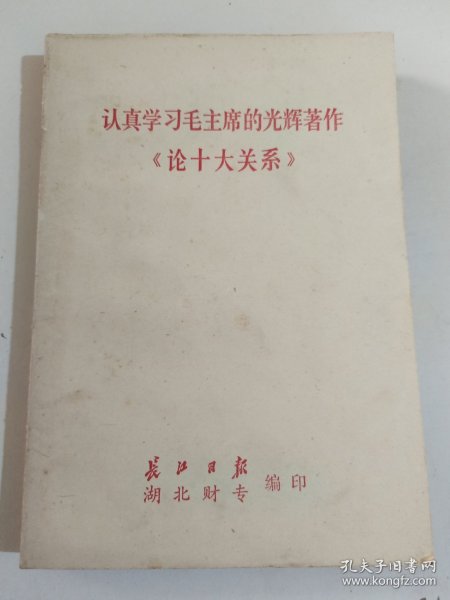 认真学习毛主席的光辉著作
《论十大关系》
长江日报
湖北财专 编印
孔夫子旧书网
www.kongfz.com